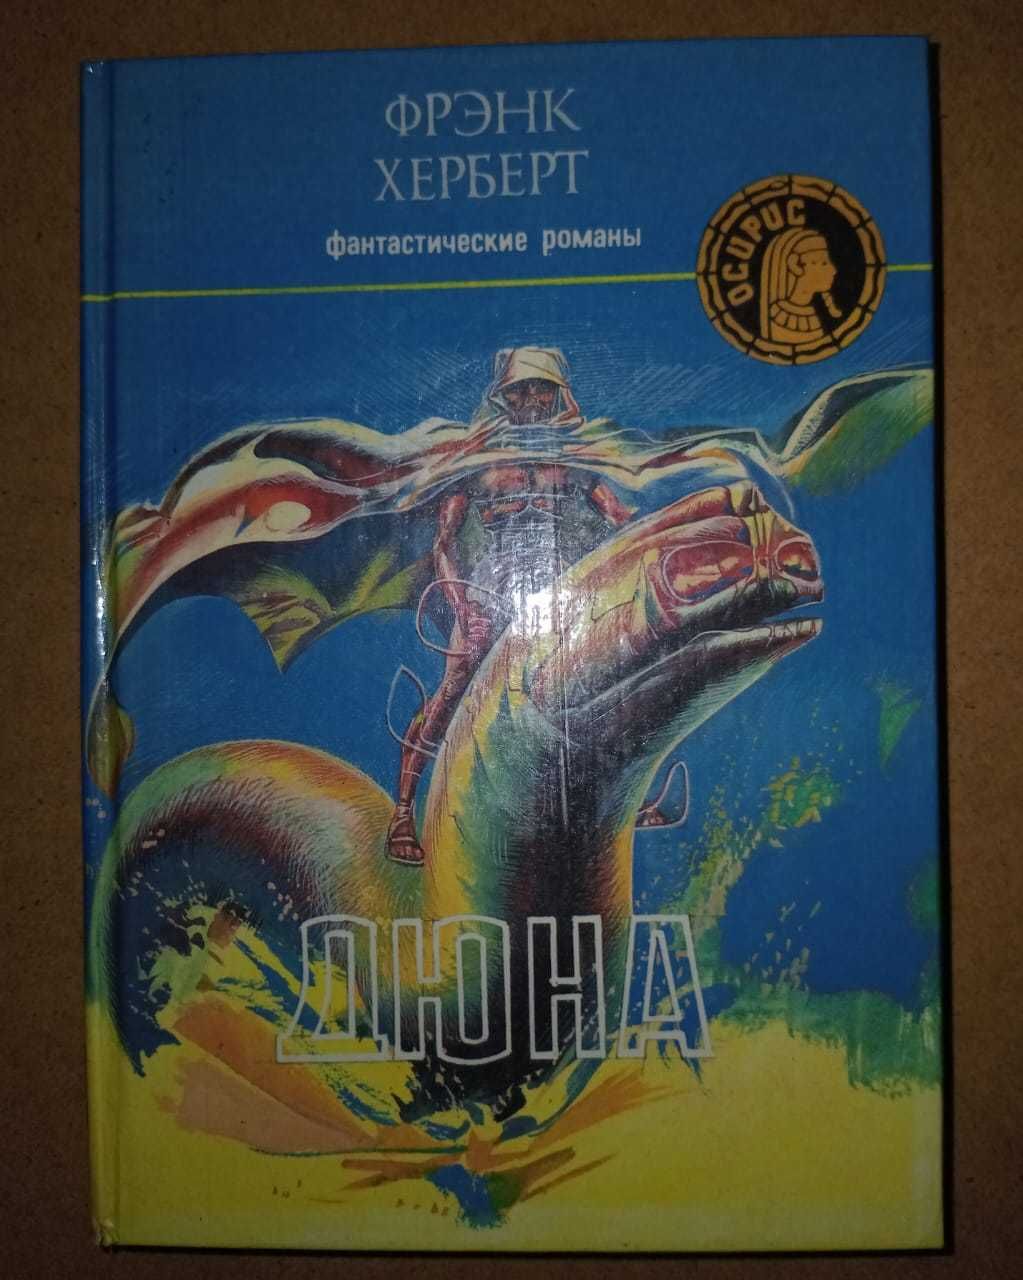 ФРЭНК
ХЕРБЕРТ
фантастические романы
ОСИРИС
ДЮНА